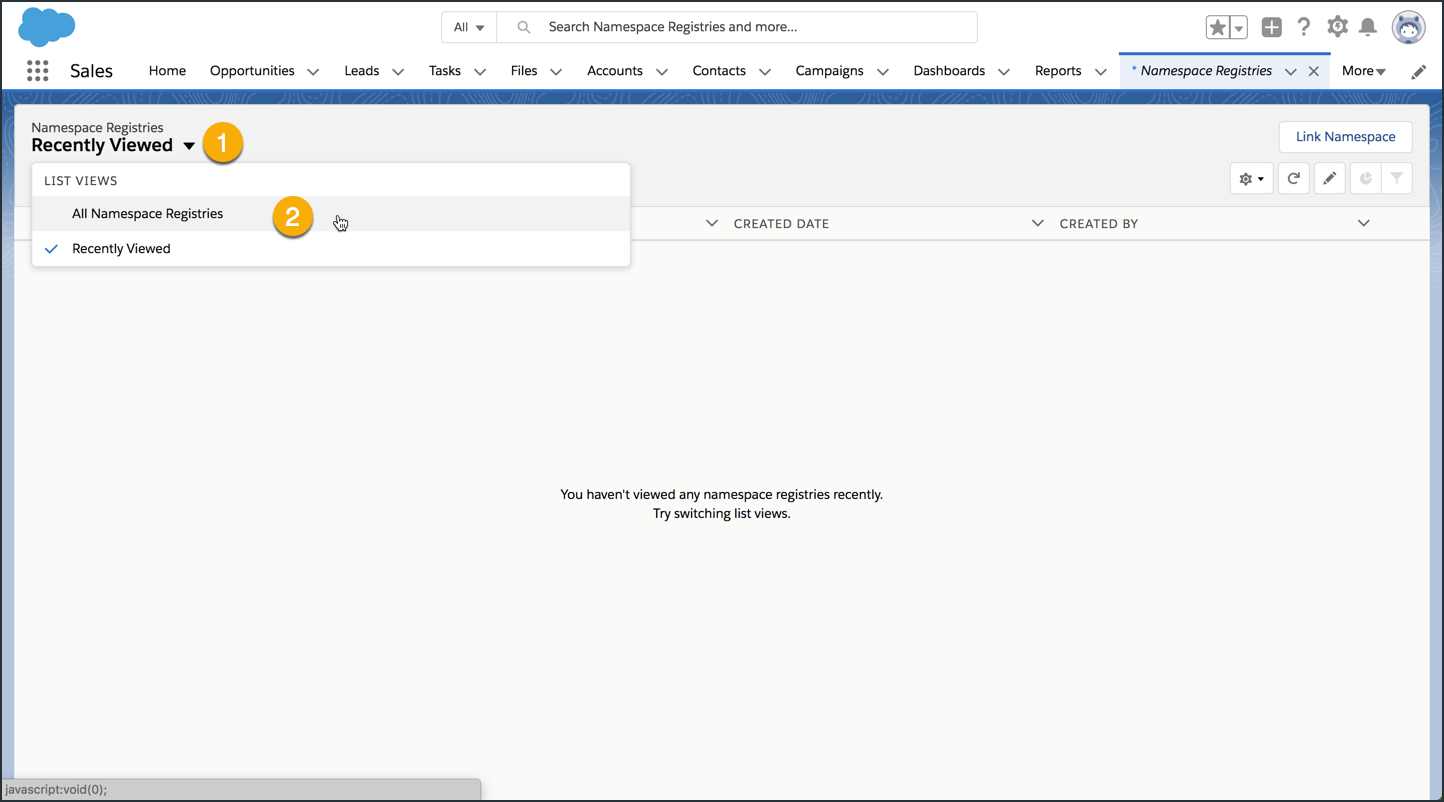 All
Search Namespace Registries and more...
Sales
Home
Opportunities
Leads
Tasks
Files
Accounts
Contacts
Campaigns
Dashboards
Reports
* Namespace Registries
More
Namespace Registries
Recently Viewed
1
Link Namespace
LIST VIEWS
All Namespace Registries
2
Recently Viewed
CREATED DATE
CREATED BY
You haven't viewed any namespace registries recently.
Try switching list views.
javascript:void(0);